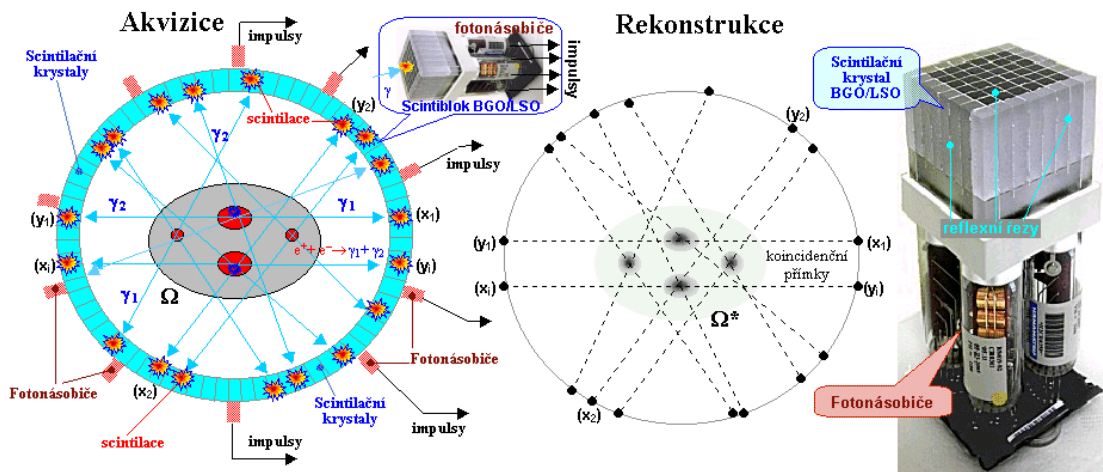 Akvizice
impulsy
Scintilační
krystaly
γ2
scintilace
fotonásobiče
impulsy
γ
Scintiblok BGO/LSO
(y2)
impulsy
(y1)
γ2
γ1
(x1)
e+ + e- → γ1 + γ2
(xi)
(yi)
Ω
γ1
Fotonásobiče
Fotonásobiče
(x2)
scintilace
Scintilační
krystaly
impulsy
impulsy
Rekonstrukce
(y2)
(y1)
(x1)
koincidenční
přímky
(xi)
(yi)
Ω*
(x2)
Scintilační
krystal
BGO/LSO
reflexní rezy
HAMAMATSU
Fotonásobiče